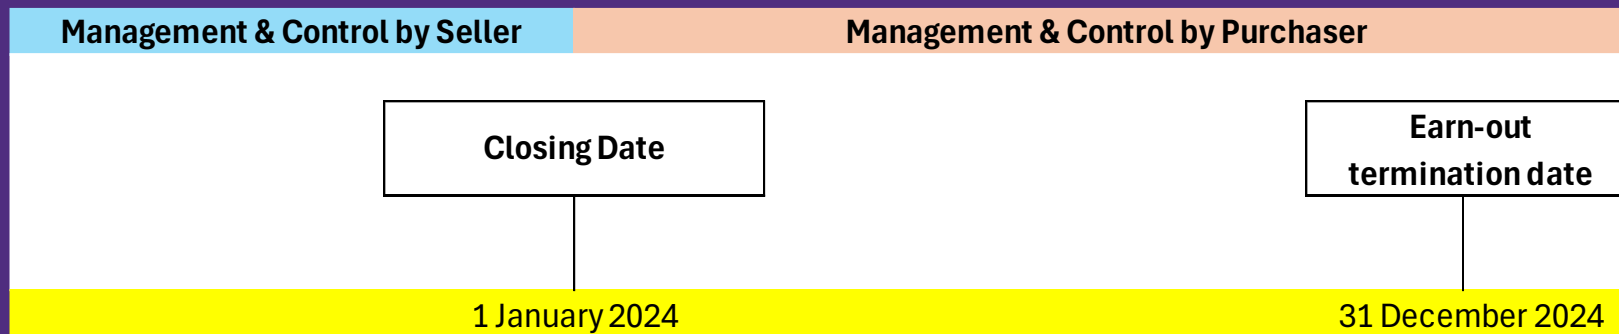 Management & Control by Seller
Management & Control by Purchaser
Closing Date
Earn-out
termination date
1 January 2024
31 December 2024